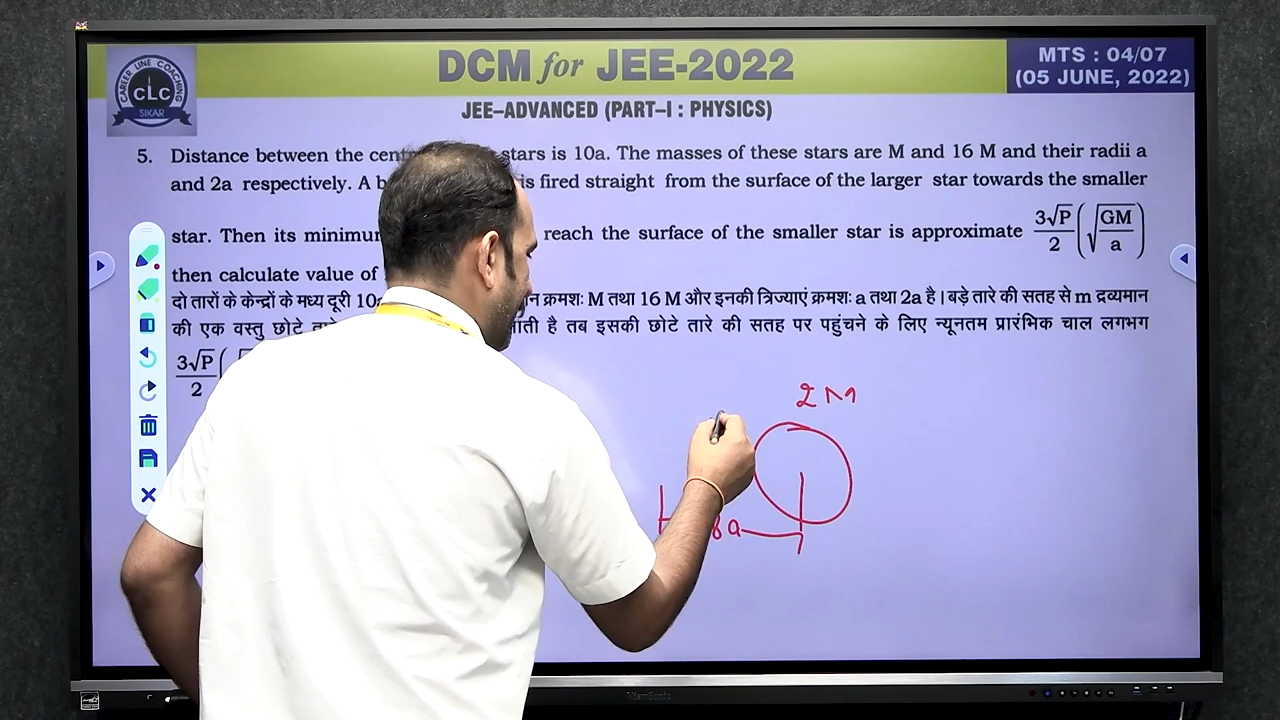 DCM for JEE-2022
MTS : 04/07
(05 JUNE, 2022)
CAREER LINE COACHING
CLC
SIKAR
JEE–ADVANCED (PART–I : PHYSICS)
5. Distance between the stars is 10a. The masses of these stars are M and 16 M and their radii a
and 2a respectively. A is fired straight from the surface of the larger star towards the smaller
star. Then its reach the surface of the smaller star is approximate 3√P/2 (√GM/a)
then calculate value of
दो तारों के केन्द्रों के मध्य दूरी क्रमशः M तथा 16 M और इनकी त्रिज्याएं क्रमशः a तथा 2a है। बड़े तारे की सतह से m द्रव्यमान
की एक वस्तु छोटे है तब इसकी छोटे तारे की सतह पर पहुंचने के लिए न्यूनतम प्रारंभिक चाल लगभग
3√P/2 (
2M
8a
ViewSonic